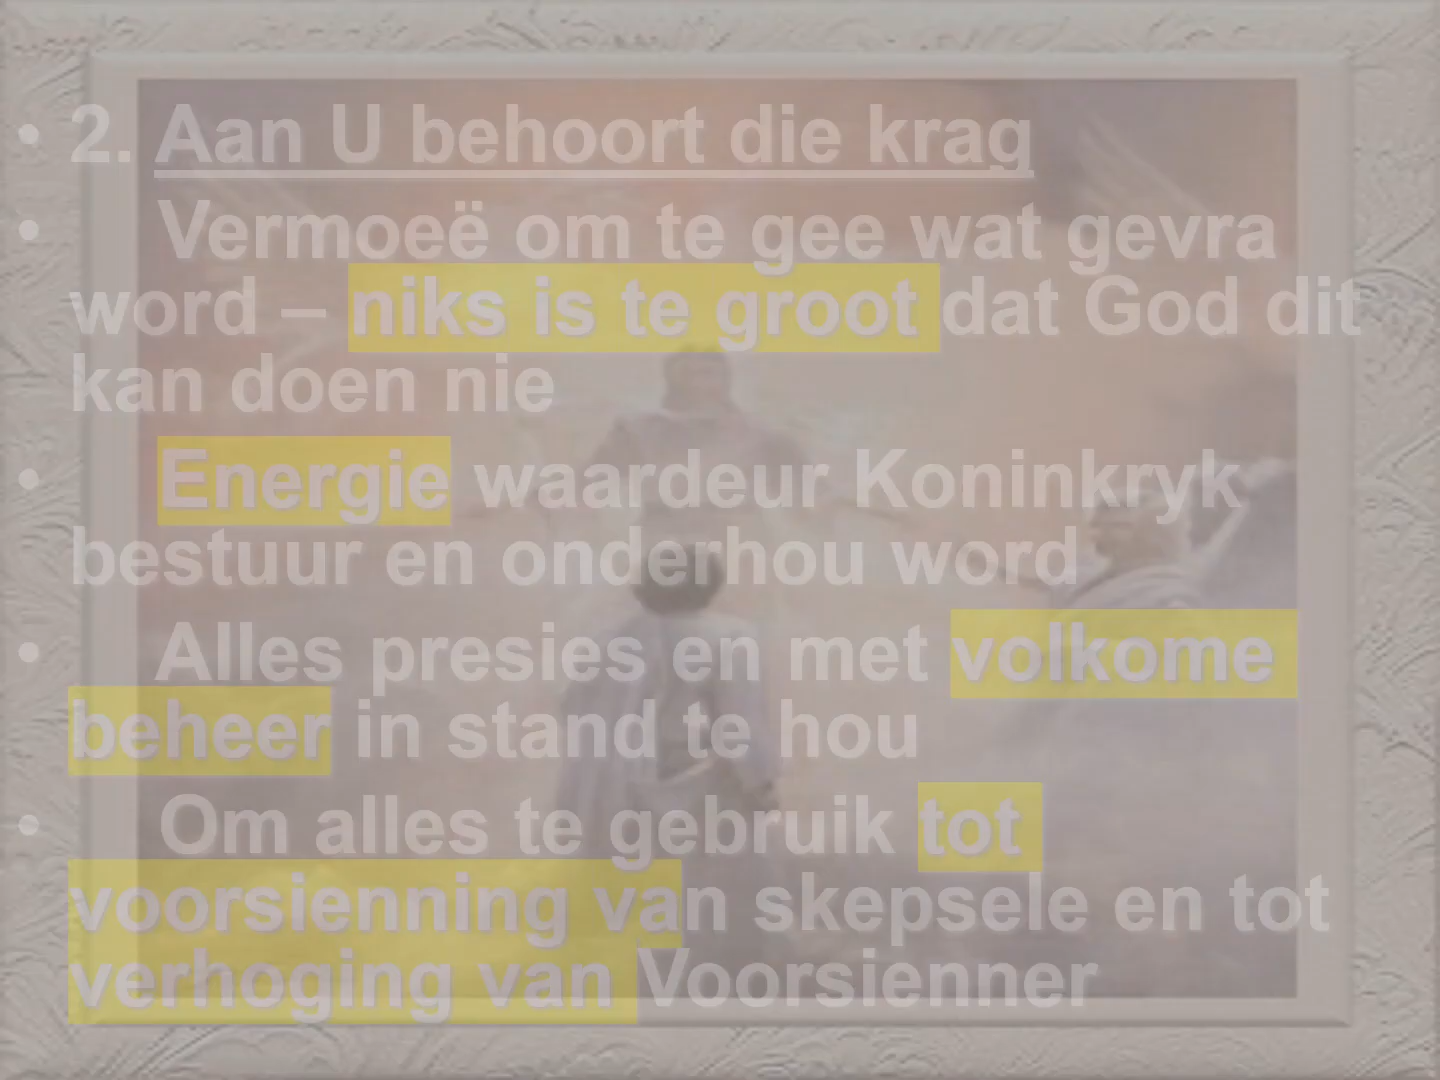 • 2. Aan U behoort die krag
• Vermoeë om te gee wat gevra
word – niks is te groot dat God dit
kan doen nie
• Energie waardeur Koninkryk
bestuur en onderhou word
• Alles presies en met volkome
beheer in stand te hou
• Om alles te gebruik tot
voorsienning van skepsele en tot
verhoging van Voorsienner